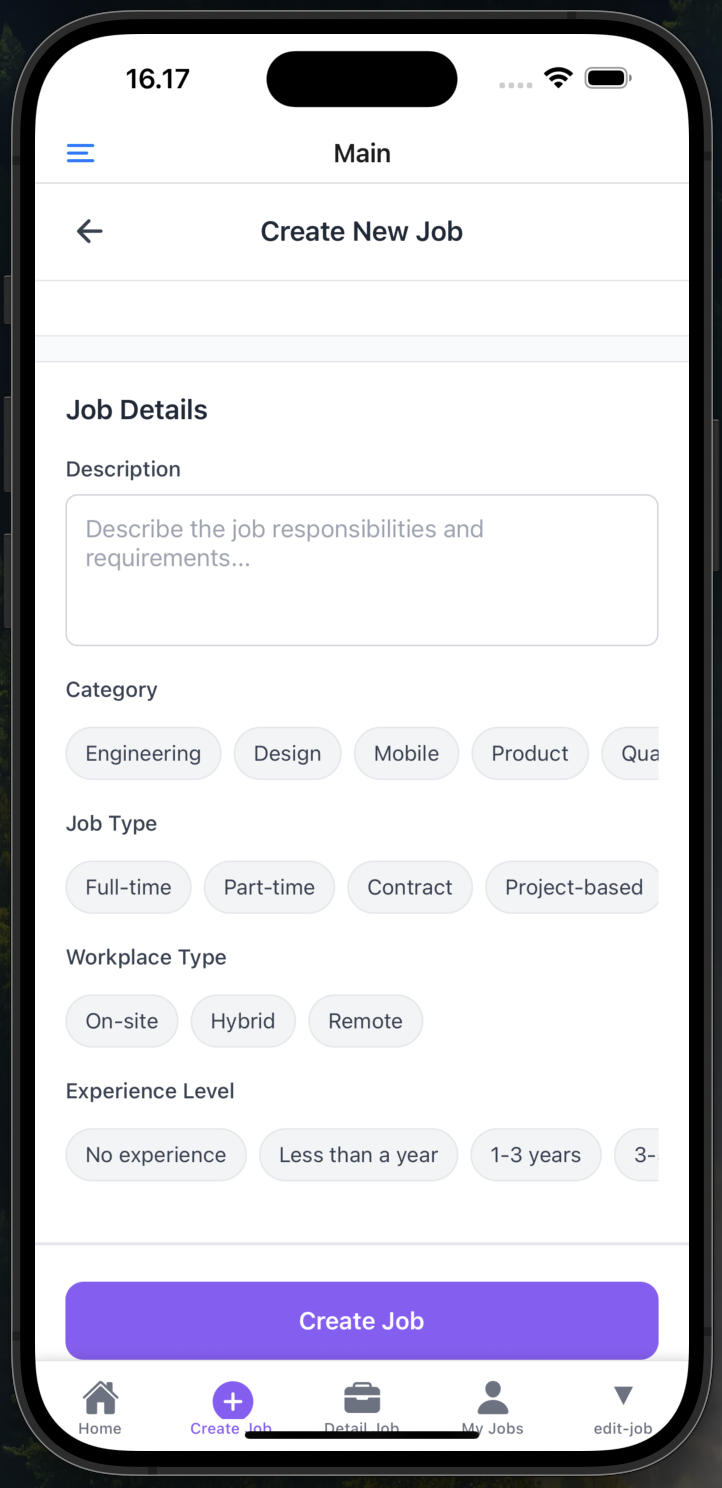 16.17
Main
Create New Job
Job Details
Description
Describe the job responsibilities and
requirements...
Category
Engineering Design Mobile Product Qua
Job Type
Full-time Part-time Contract Project-based
Workplace Type
On-site Hybrid Remote
Experience Level
No experience Less than a year 1-3 years 3-
Create Job
Home Create Job Detail Job My Jobs edit-job